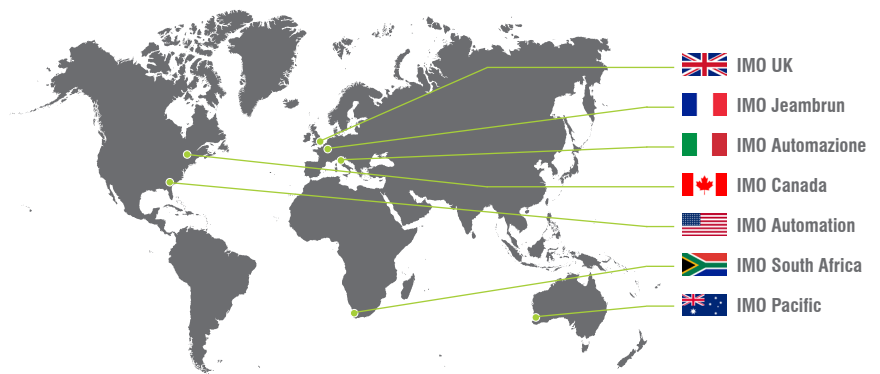 IMO UK
IMO Jeambrun
IMO Automazione
IMO Canada
IMO Automation
IMO South Africa
IMO Pacific